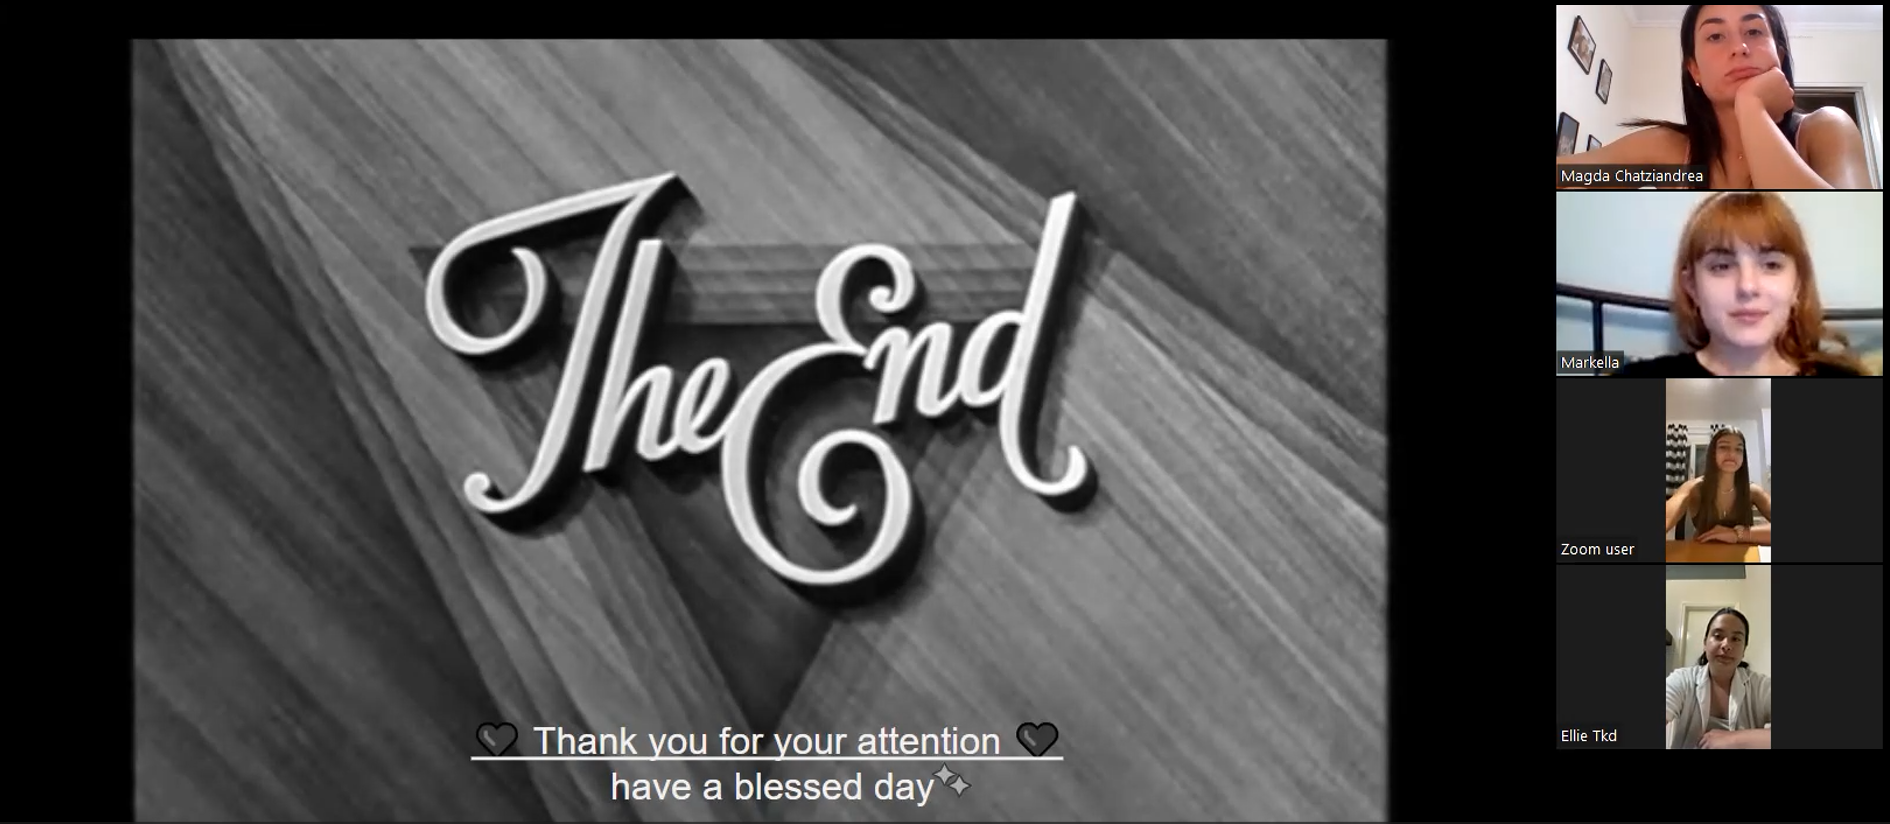 The End
🖤 Thank you for your attention 🖤
have a blessed day✨
Magda Chatziandrea
Markella
Zoom user
Ellie Tkd